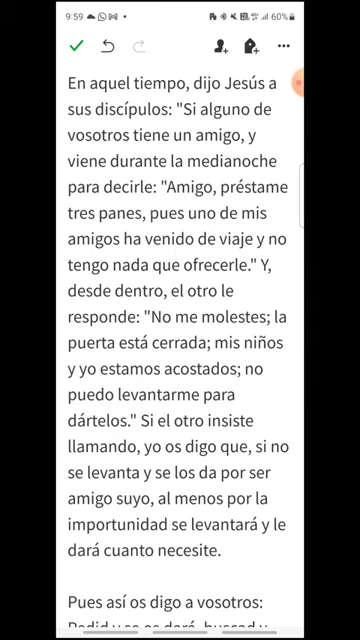 9:59
60%
En aquel tiempo, dijo Jesús a
sus discípulos: "Si alguno de
vosotros tiene un amigo, y
viene durante la medianoche
para decirle: "Amigo, préstame
tres panes, pues uno de mis
amigos ha venido de viaje y no
tengo nada que ofrecerle." Y,
desde dentro, el otro le
responde: "No me molestes; la
puerta está cerrada; mis niños
y yo estamos acostados; no
puedo levantarme para
dártelos." Si el otro insiste
llamando, yo os digo que, si no
se levanta y se los da por ser
amigo suyo, al menos por la
importunidad se levantará y le
dará cuanto necesite.
Pues así os digo a vosotros:
Pedid y se os dará, buscad y